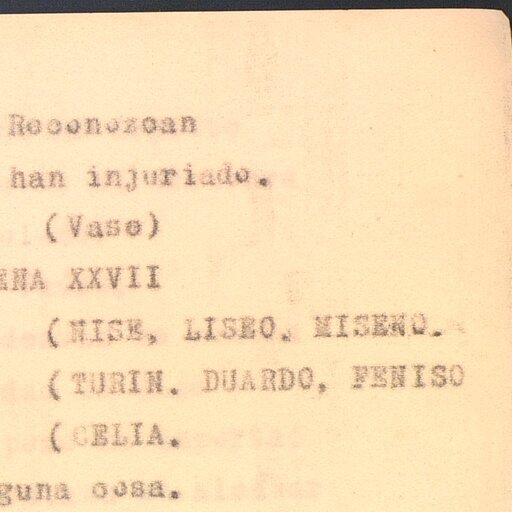 Reconozcan
han injuriado.
(Vase)
ENA XXVII
(NISE, LISEO, MISENO.
(TURIN. DUARDO, FENISO
(CELIA.
guna cosa.